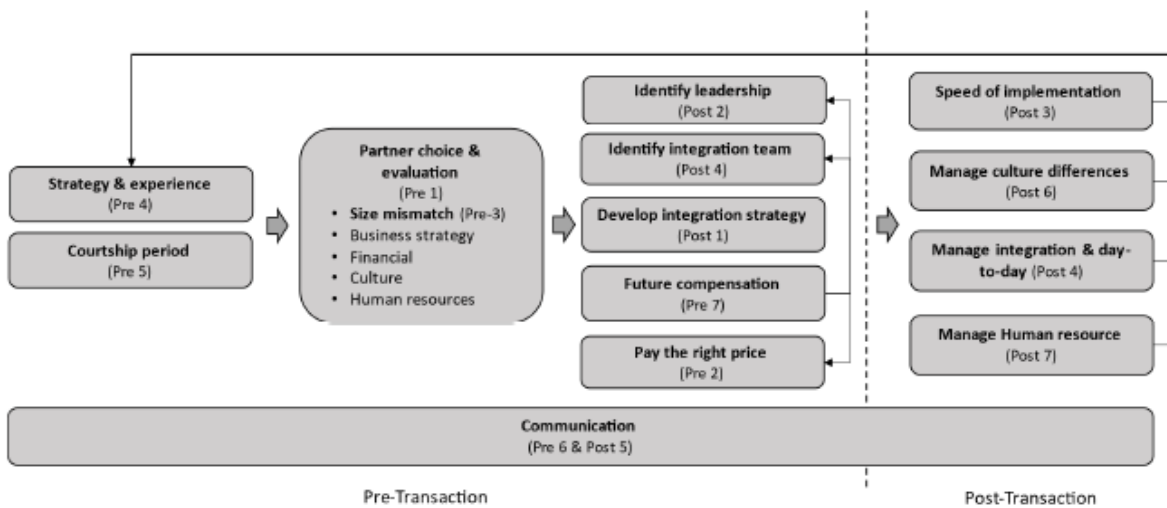 Strategy & experience
(Pre 4)
Courtship period
(Pre 5)
Partner choice &
evaluation
(Pre 1)
• Size mismatch (Pre-3)
• Business strategy
• Financial
• Culture
• Human resources
Identify leadership
(Post 2)
Identify integration team
(Post 4)
Develop integration strategy
(Post 1)
Future compensation
(Pre 7)
Pay the right price
(Pre 2)
Speed of implementation
(Post 3)
Manage culture differences
(Post 6)
Manage integration & day-
to-day (Post 4)
Manage Human resource
(Post 7)
Communication
(Pre 6 & Post 5)
Pre-Transaction
Post-Transaction